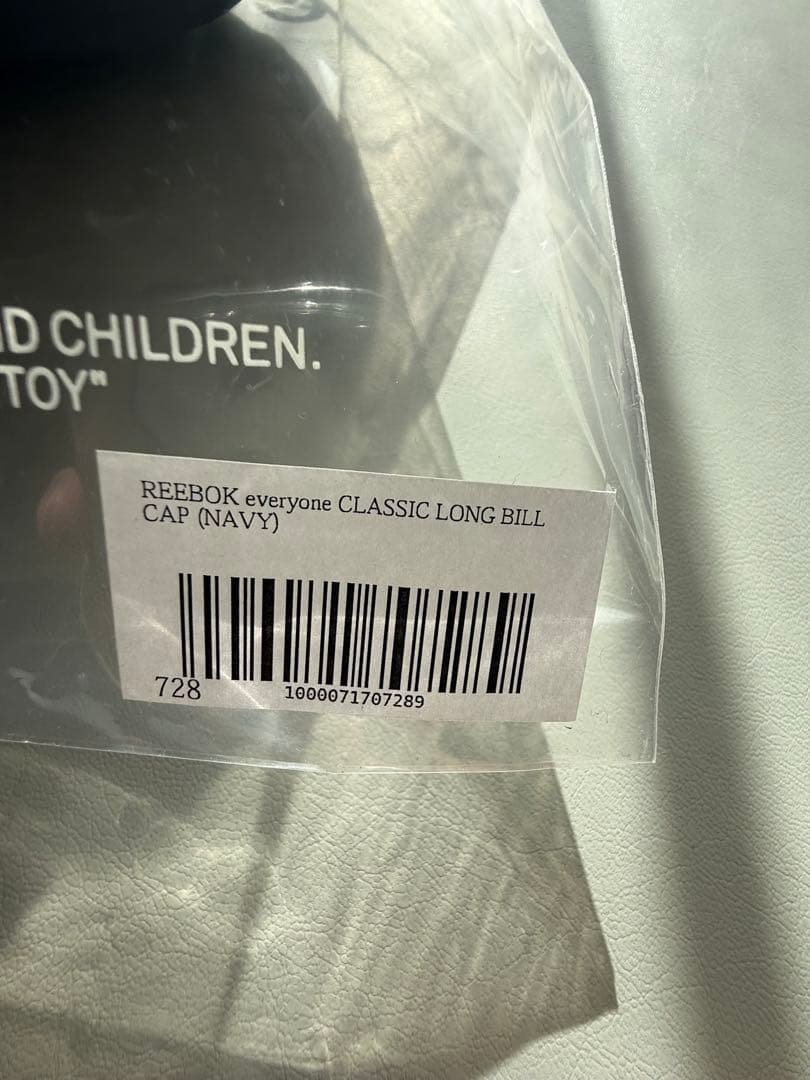 CHILDREN.
TOY"
REEBOK everyone CLASSIC LONG BILL
CAP (NAVY)
728
1000071707289